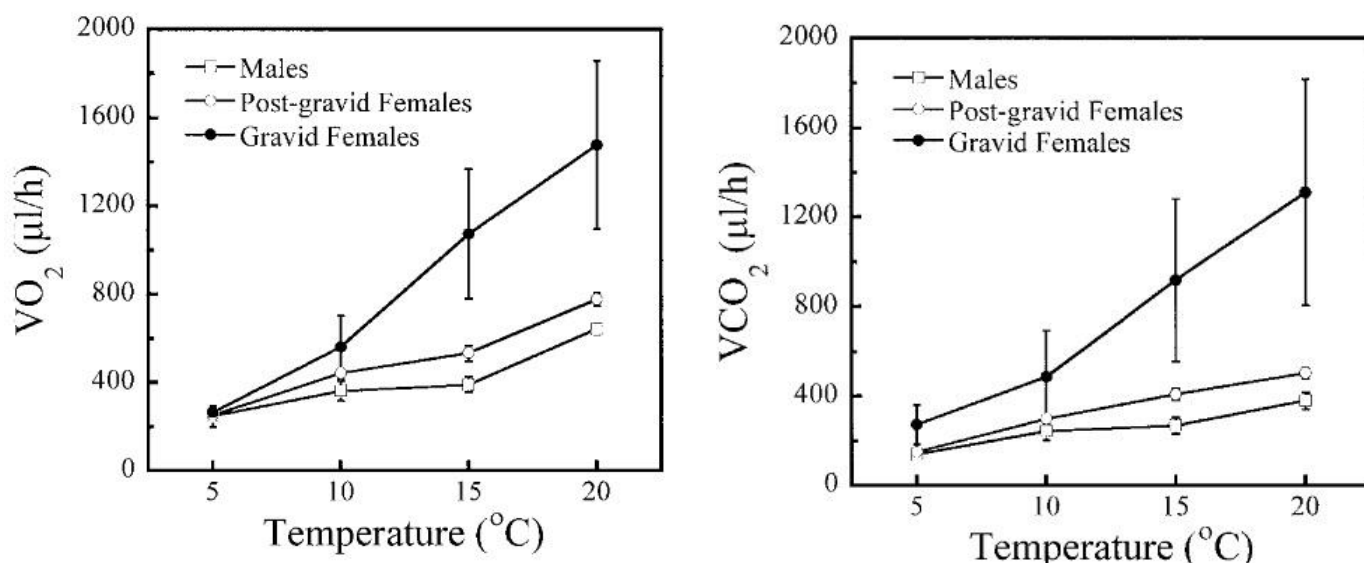 2000
1600
1200
800
400
0
VO₂ (µl/h)
Males
Post-gravid Females
Gravid Females
5 10 15 20
Temperature (°C)
2000
1600
1200
800
400
0
VCO₂ (µl/h)
Males
Post-gravid Females
Gravid Females
5 10 15 20
Temperature (°C)